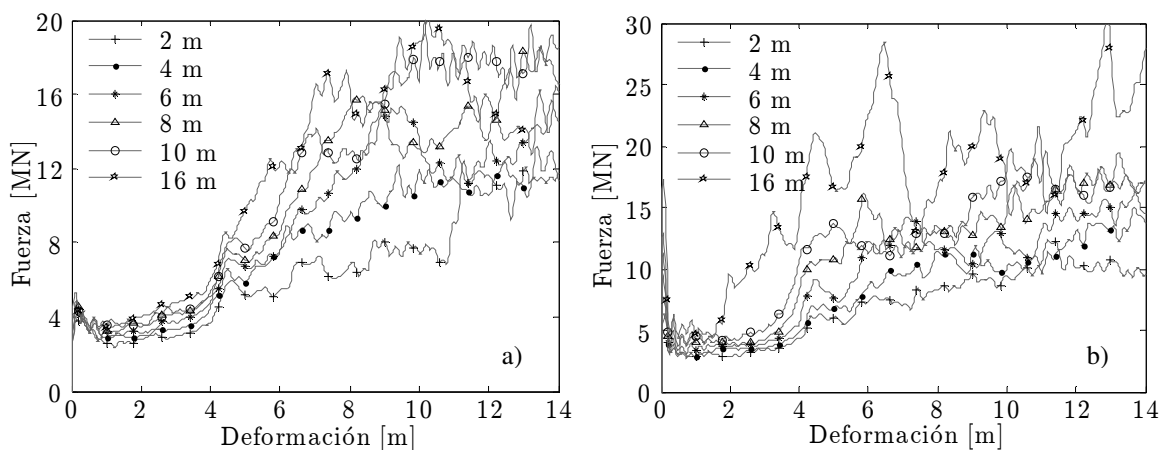 20
16
12
8
4
0
Fuerza [MN]
2 m
4 m
6 m
8 m
10 m
16 m
a)
0 2 4 6 8 10 12 14
Deformación [m]
30
25
20
15
10
5
0
Fuerza [MN]
2 m
4 m
6 m
8 m
10 m
16 m
b)
0 2 4 6 8 10 12 14
Deformación [m]